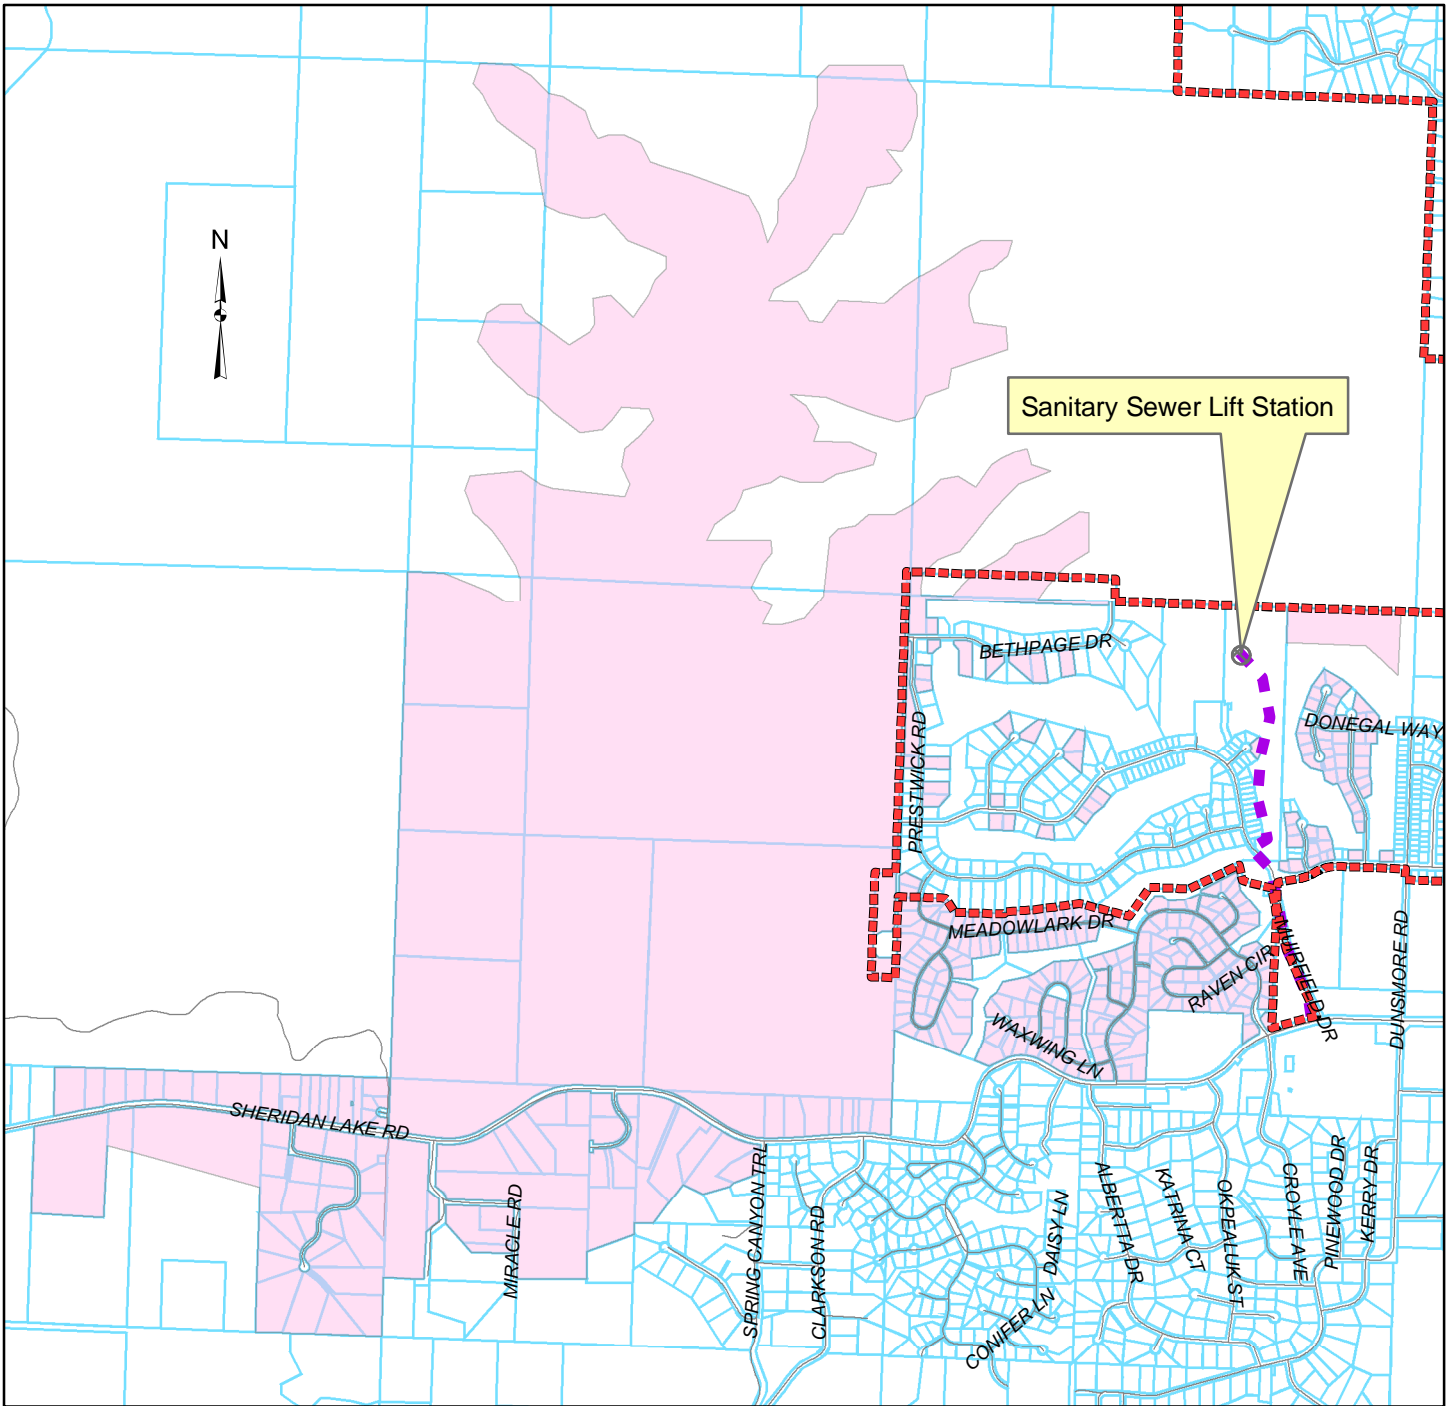 N
Sanitary Sewer Lift Station
BETHPAGE DR
DONEGAL WAY
PRESTWICK RD
MEADOWLARK DR
RAVEN CIR
MUIRFIELD DR
DUNSMORE RD
WAXWING LN
SHERIDAN LAKE RD
MIRACLE RD
SPRING CANYON TRL
CLARKSON RD
DAISY LN
CONIFER LN
ALBERTTA DR
KATRINA CT
OKPEALUK ST
CROYLE AVE
PINEWOOD DR
KERRY DR